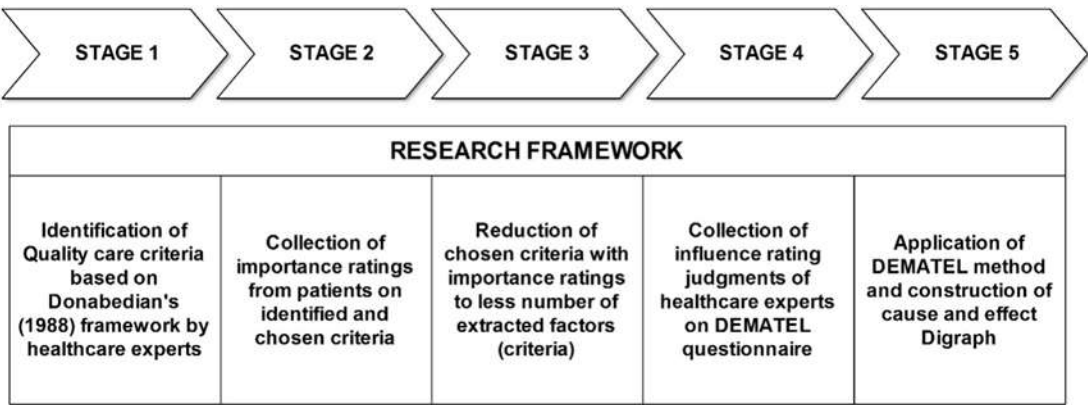 STAGE 1
STAGE 2
STAGE 3
STAGE 4
STAGE 5
RESEARCH FRAMEWORK
Identification of
Quality care criteria
based on
Donabedian's
(1988) framework by
healthcare experts
Collection of
importance ratings
from patients on
identified and
chosen criteria
Reduction of
chosen criteria with
importance ratings
to less number of
extracted factors
(criteria)
Collection of
influence rating
judgments of
healthcare experts
on DEMATEL
questionnaire
Application of
DEMATEL method
and construction of
cause and effect
Digraph